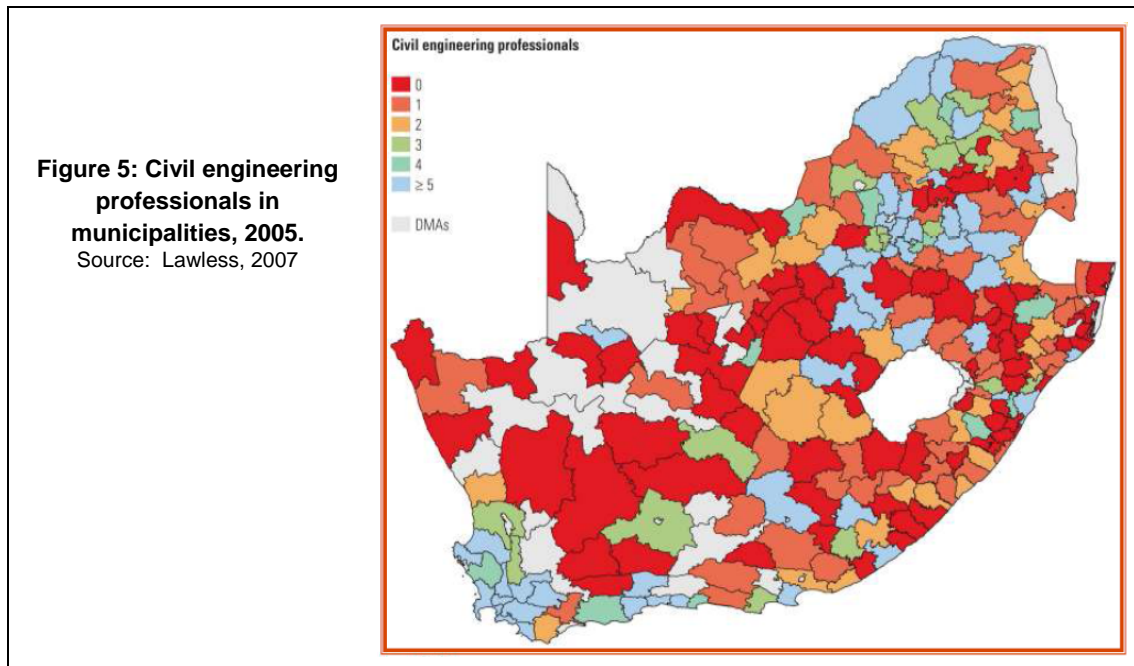 Figure 5: Civil engineering
professionals in
municipalities, 2005.
Source: Lawless, 2007
Civil engineering professionals
0
1
2
3
4
≥ 5
DMAs